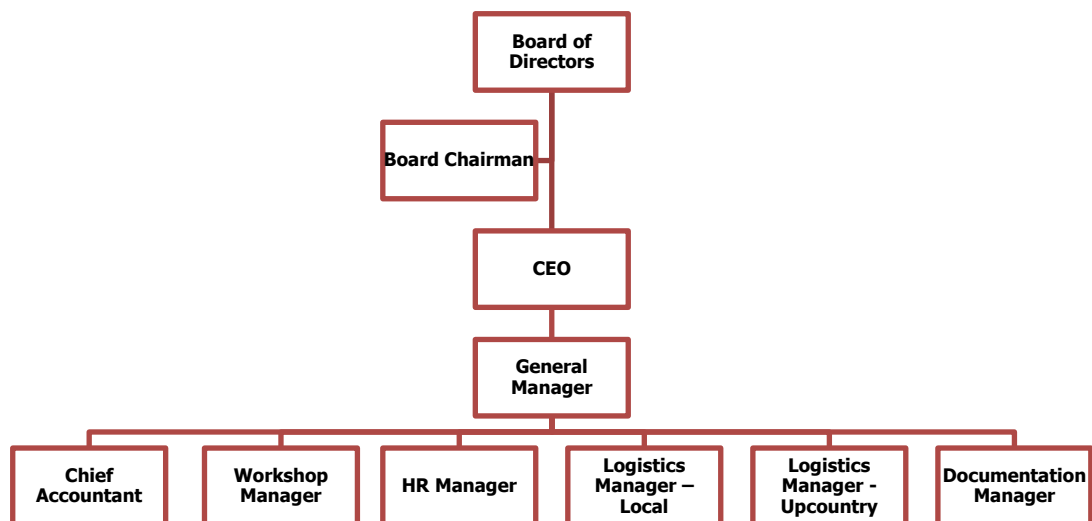 Board of
Directors
Board Chairman
CEO
General
Manager
Chief
Accountant
Workshop
Manager
HR Manager
Logistics
Manager –
Local
Logistics
Manager -
Upcountry
Documentation
Manager